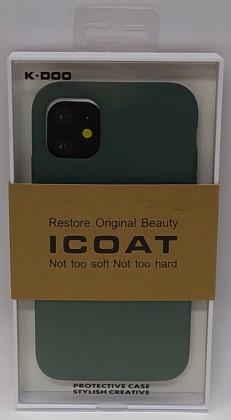 K·DOO
Restore Original Beauty
ICOAT
Not too soft Not too hard
PROTECTIVE CASE
STYLISH CREATIVE